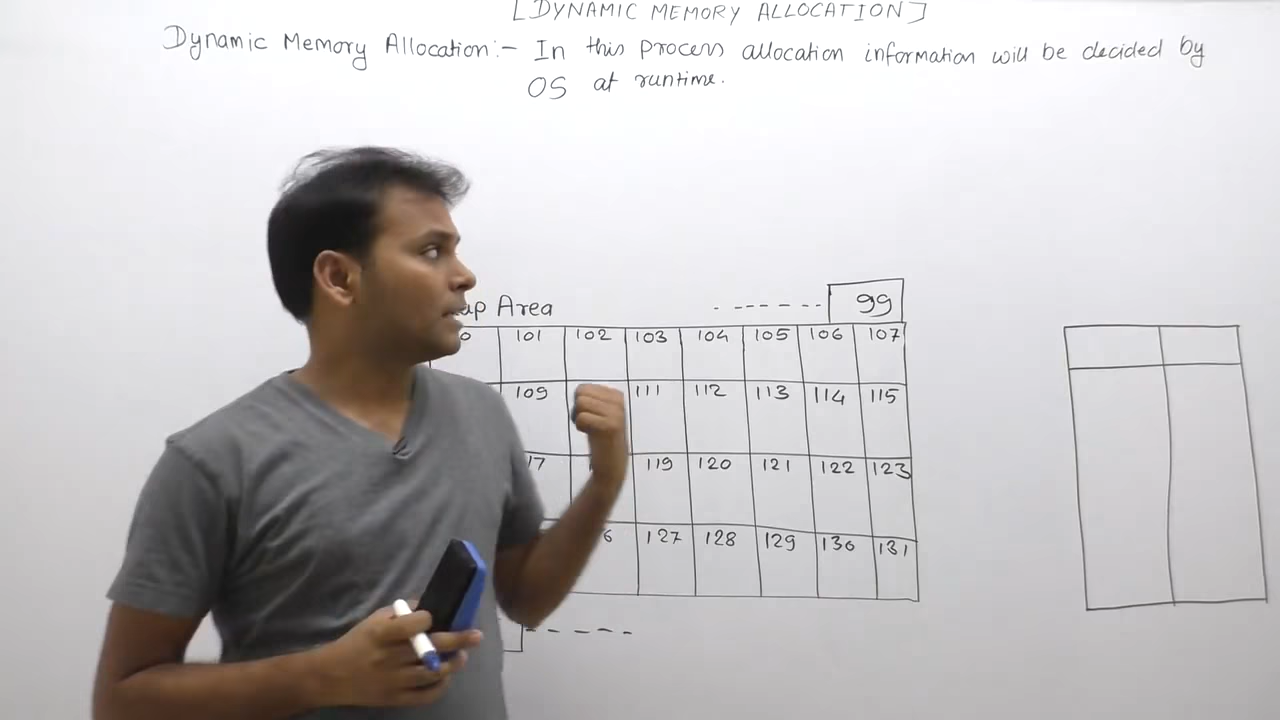 [DYNAMIC MEMORY ALLOCATION]
Dynamic Memory Allocation:- In this process allocation information will be decided by
OS at runtime.
Area
99
101 102 103 104 105 106 107
109 111 112 113 114 115
119 120 121 122 123
127 128 129 130 131